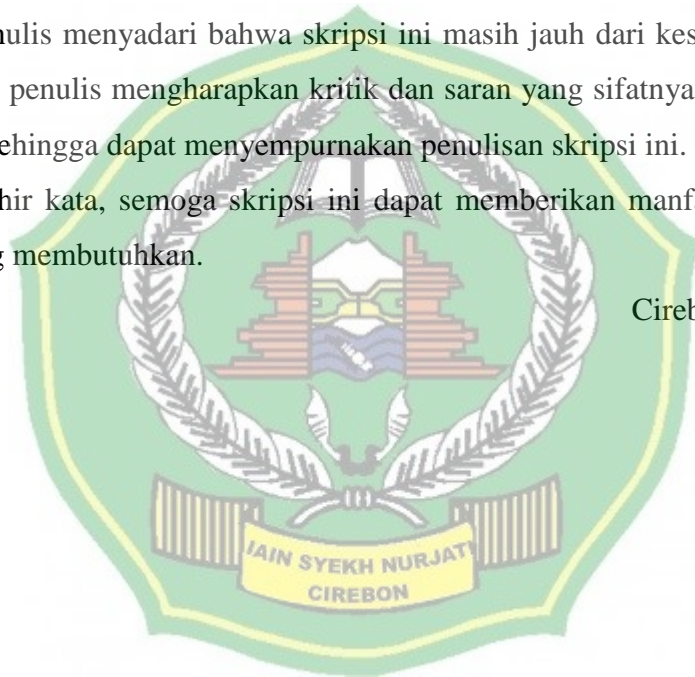 nulis menyadari bahwa skripsi ini masih jauh dari kes
penulis mengharapkan kritik dan saran yang sifatnya
ehingga dapat menyempurnakan penulisan skripsi ini.
hir kata, semoga skripsi ini dapat memberikan manf
membutuhkan.
Cireb
IAIN SYEKH NURJATI
CIREBON